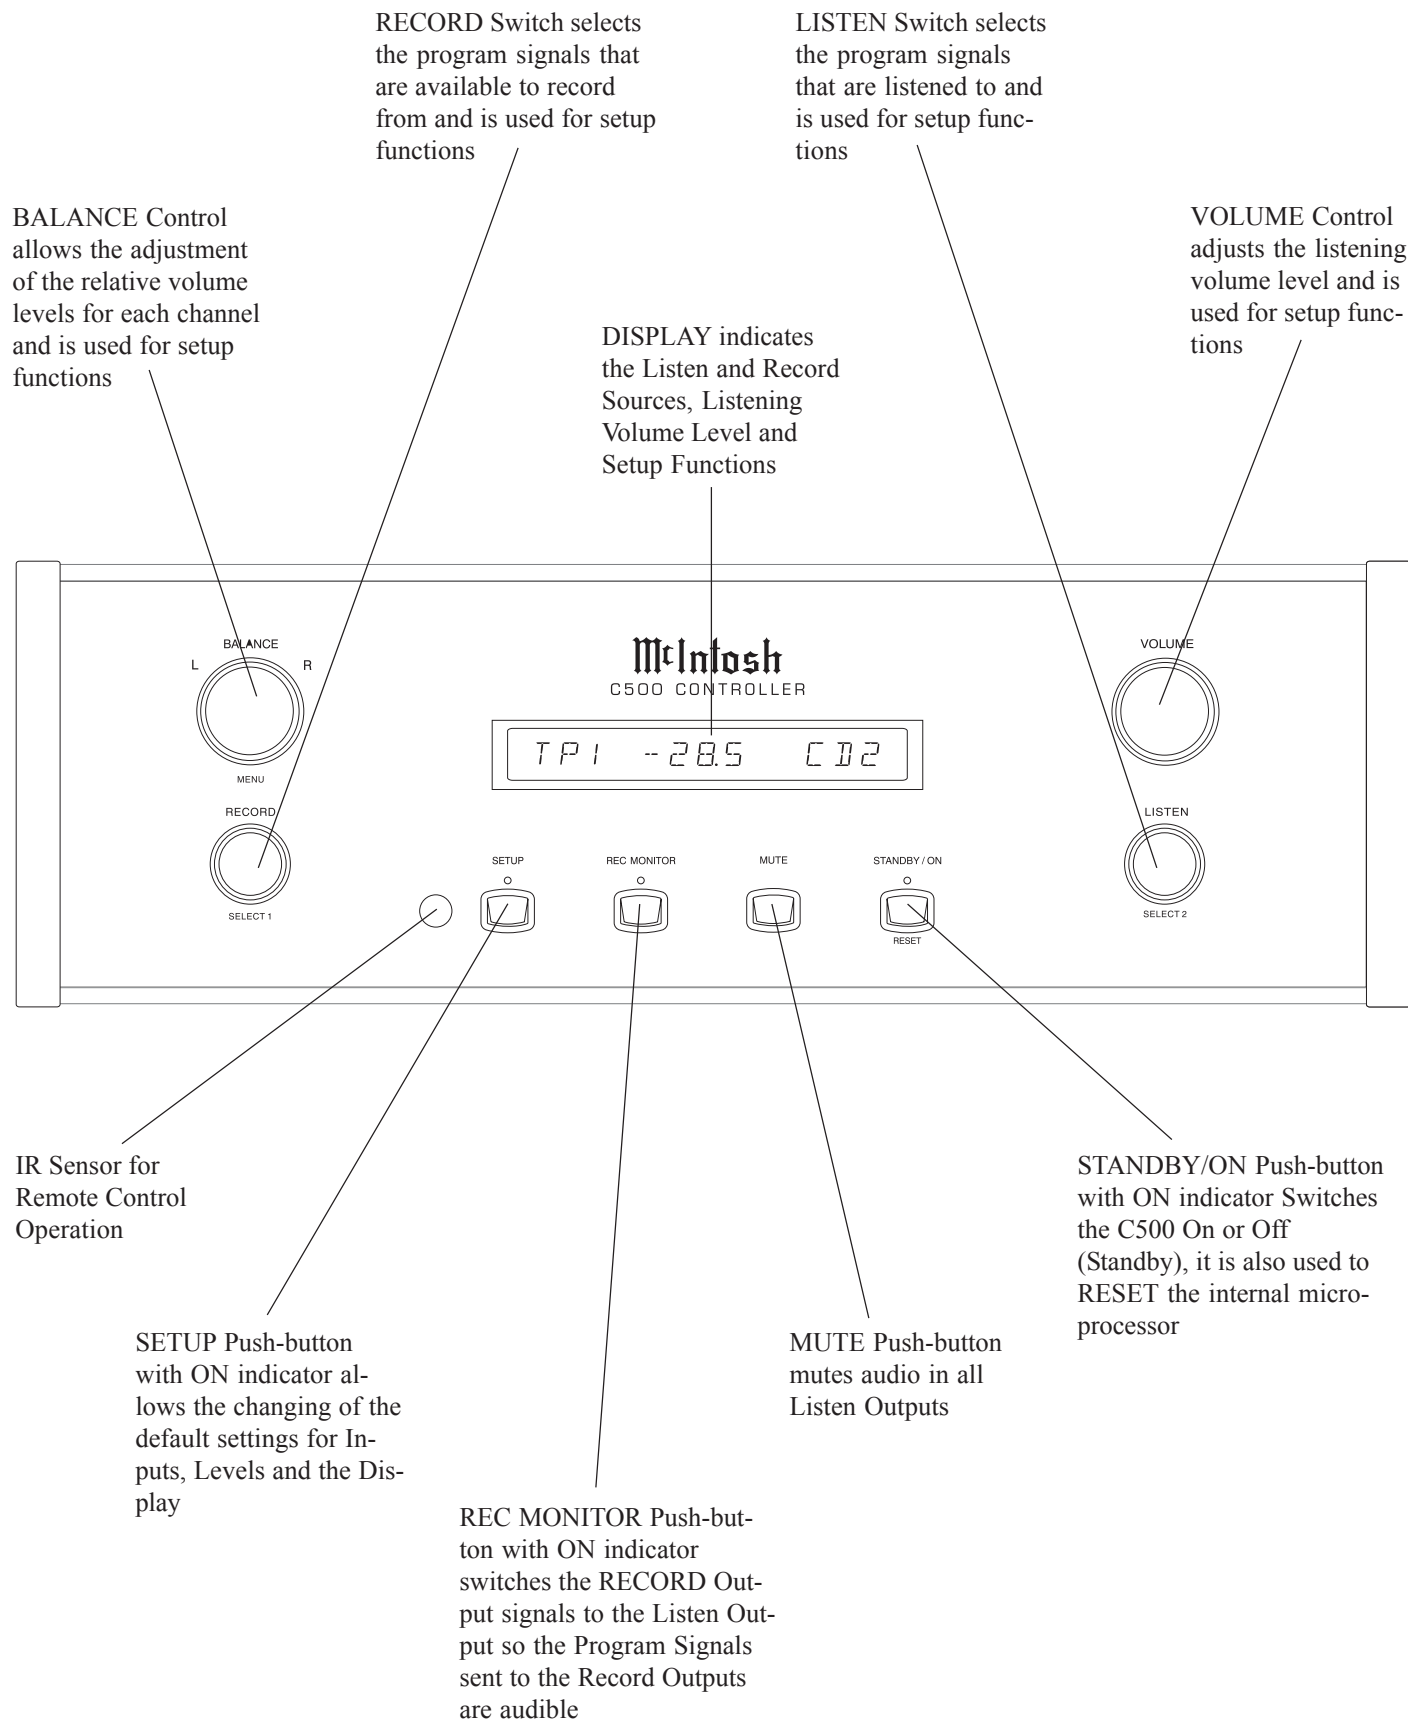 RECORD Switch selects
the program signals that
are available to record
from and is used for setup
functions
LISTEN Switch selects
the program signals
that are listened to and
is used for setup func-
tions
BALANCE Control
allows the adjustment
of the relative volume
levels for each channel
and is used for setup
functions
VOLUME Control
adjusts the listening
volume level and is
used for setup func-
tions
DISPLAY indicates
the Listen and Record
Sources, Listening
Volume Level and
Setup Functions
BALANCE
L R
MENU
RECORD
SELECT 1
McIntosh
C500 CONTROLLER
TP1 -28.5 CD2
VOLUME
LISTEN
SELECT 2
SETUP
REC MONITOR
MUTE
STANDBY / ON
RESET
IR Sensor for
Remote Control
Operation
STANDBY/ON Push-button
with ON indicator Switches
the C500 On or Off
(Standby), it is also used to
RESET the internal micro-
processor
SETUP Push-button
with ON indicator al-
lows the changing of the
default settings for In-
puts, Levels and the Dis-
play
MUTE Push-button
mutes audio in all
Listen Outputs
REC MONITOR Push-but-
ton with ON indicator
switches the RECORD Out-
put signals to the Listen Out-
put so the Program Signals
sent to the Record Outputs
are audible